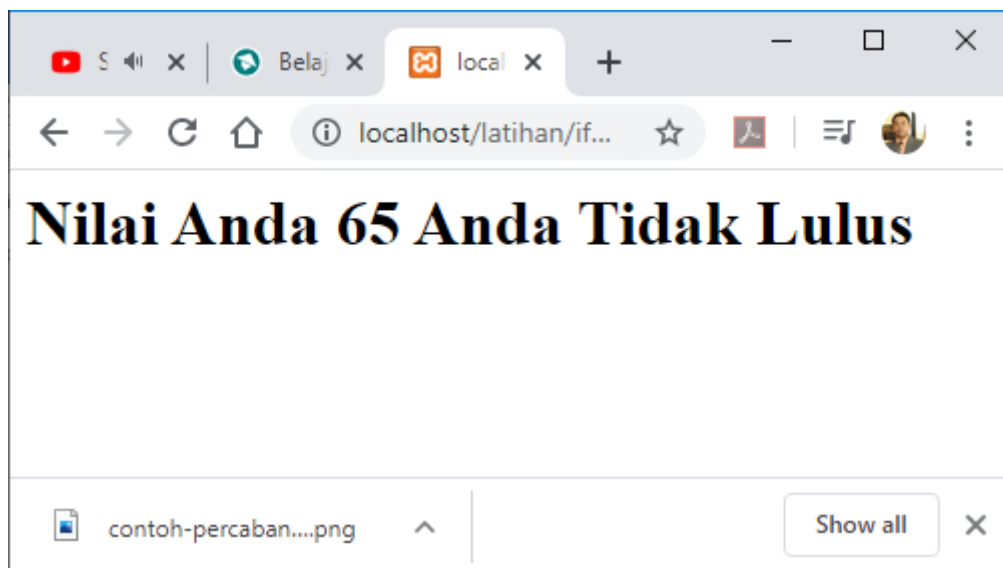 S
Belaj
local
localhost/latihan/if...
Nilai Anda 65 Anda Tidak Lulus
contoh-percaban....png
Show all